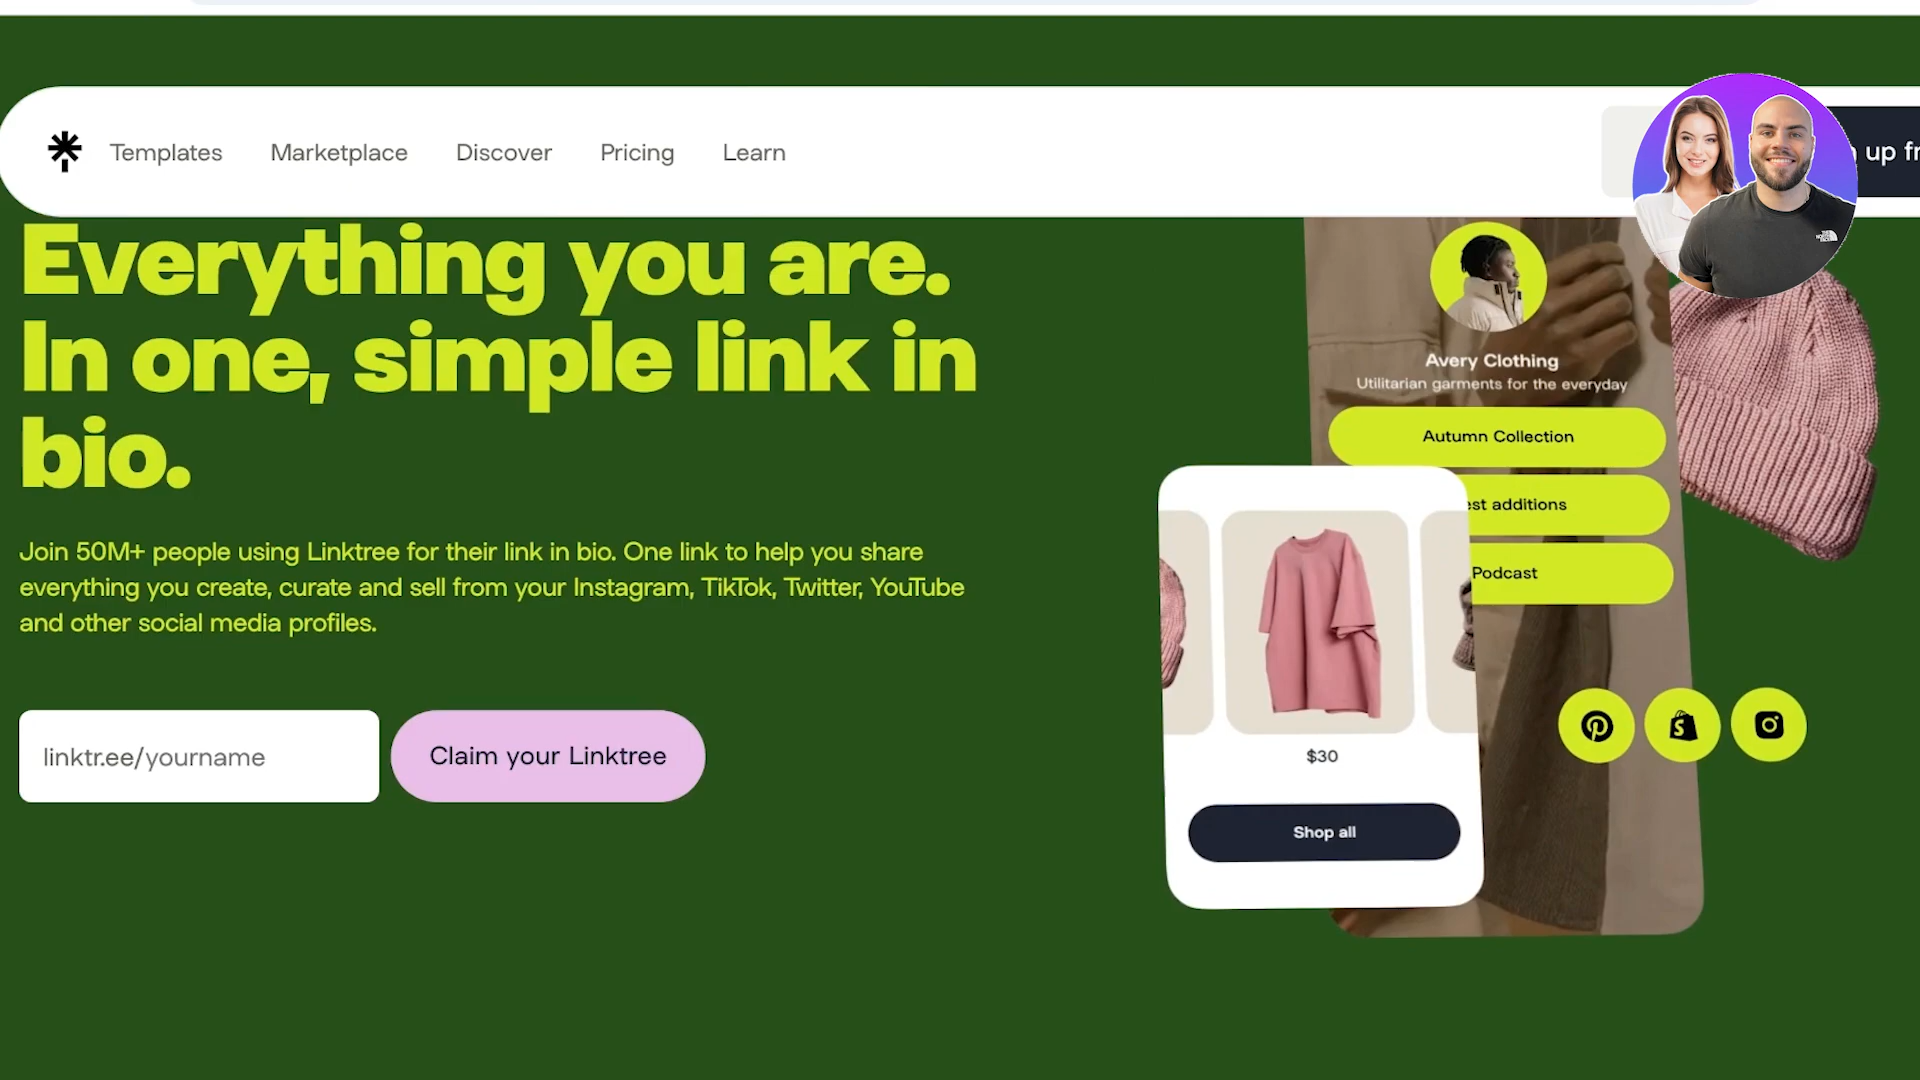 Templates
Marketplace
Discover
Pricing
Learn
up
Everything you are.
In one, simple link in
bio.
Join 50M+ people using Linktree for their link in bio. One link to help you share
everything you create, curate and sell from your Instagram, TikTok, Twitter, YouTube
and other social media profiles.
linktr.ee/yourname
Claim your Linktree
Avery Clothing
Utilitarian garments for the everyday
Autumn Collection
additions
Podcast
$30
Shop all